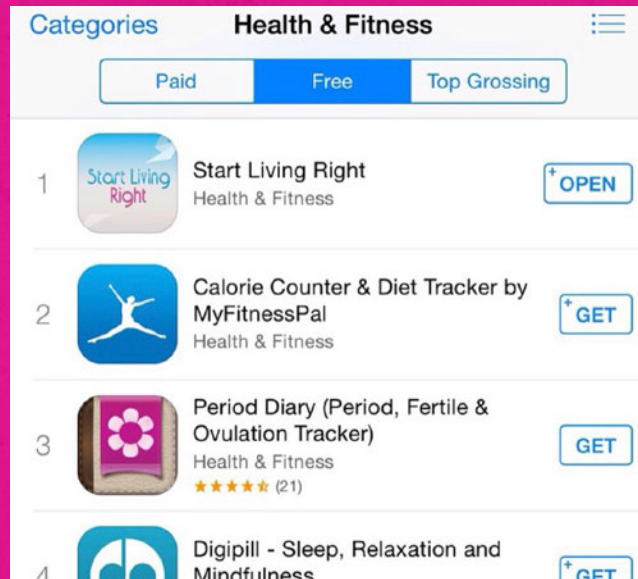 Categories Health & Fitness
Paid Free Top Grossing
1
Start Living
Right
Start Living Right
Health & Fitness
+ OPEN
2
Calorie Counter & Diet Tracker by
MyFitnessPal
Health & Fitness
+ GET
3
Period Diary (Period, Fertile &
Ovulation Tracker)
Health & Fitness
(21)
GET
4
Digipill - Sleep, Relaxation and
Mindfulness
+ GET